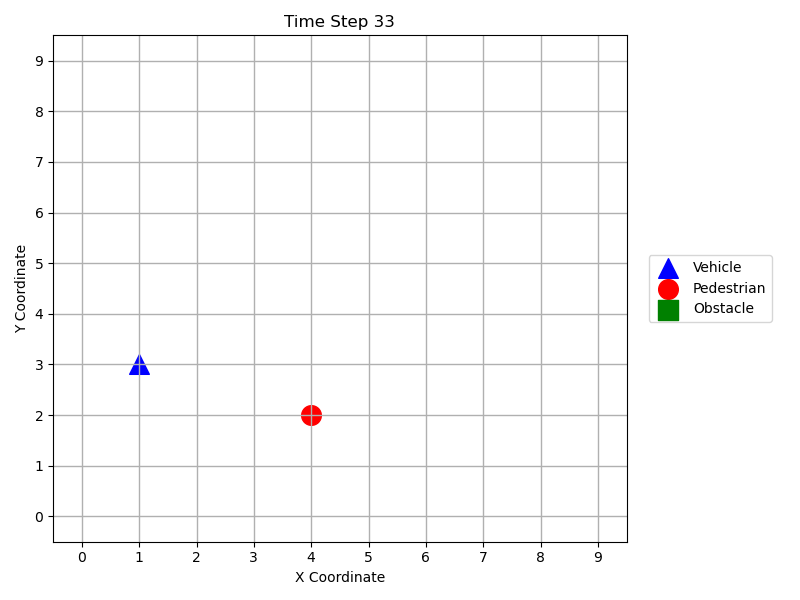 Time Step 33
Y Coordinate
9
8
7
6
5
4
3
2
1
0
0 1 2 3 4 5 6 7 8 9
X Coordinate
Vehicle
Pedestrian
Obstacle